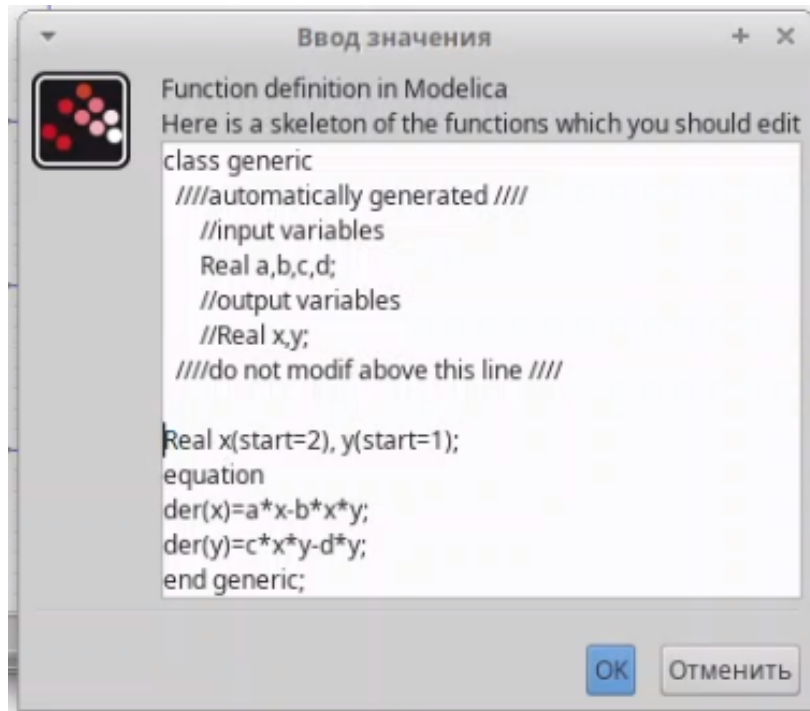 Ввод значения
Function definition in Modelica
Here is a skeleton of the functions which you should edit
class generic
////automatically generated ////
//input variables
Real a,b,c,d;
//output variables
//Real x,y;
////do not modif above this line ////
Real x(start=2), y(start=1);
equation
der(x)=a*x-b*x*y;
der(y)=c*x*y-d*y;
end generic;
OK
Отменить